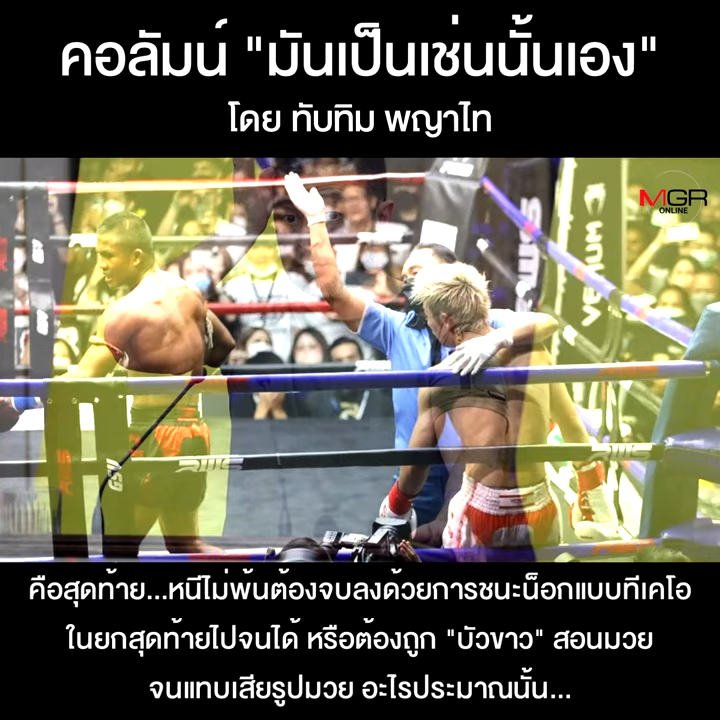 คอลัมน์ "มันเป็นเช่นนั้นเอง"
โดย ทับทิม พญาไท
MGR
ONLINE
venum
RWS
RWS
คือสุดท้าย...หนีไม่พ้นต้องจบลงด้วยการชนะน็อกแบบทีเคโอ
ในยกสุดท้ายไปจนได้ หรือต้องถูก "บัวขาว" สอนมวย
จนแทบเสียรูปมวย อะไรประมาณนั้น...